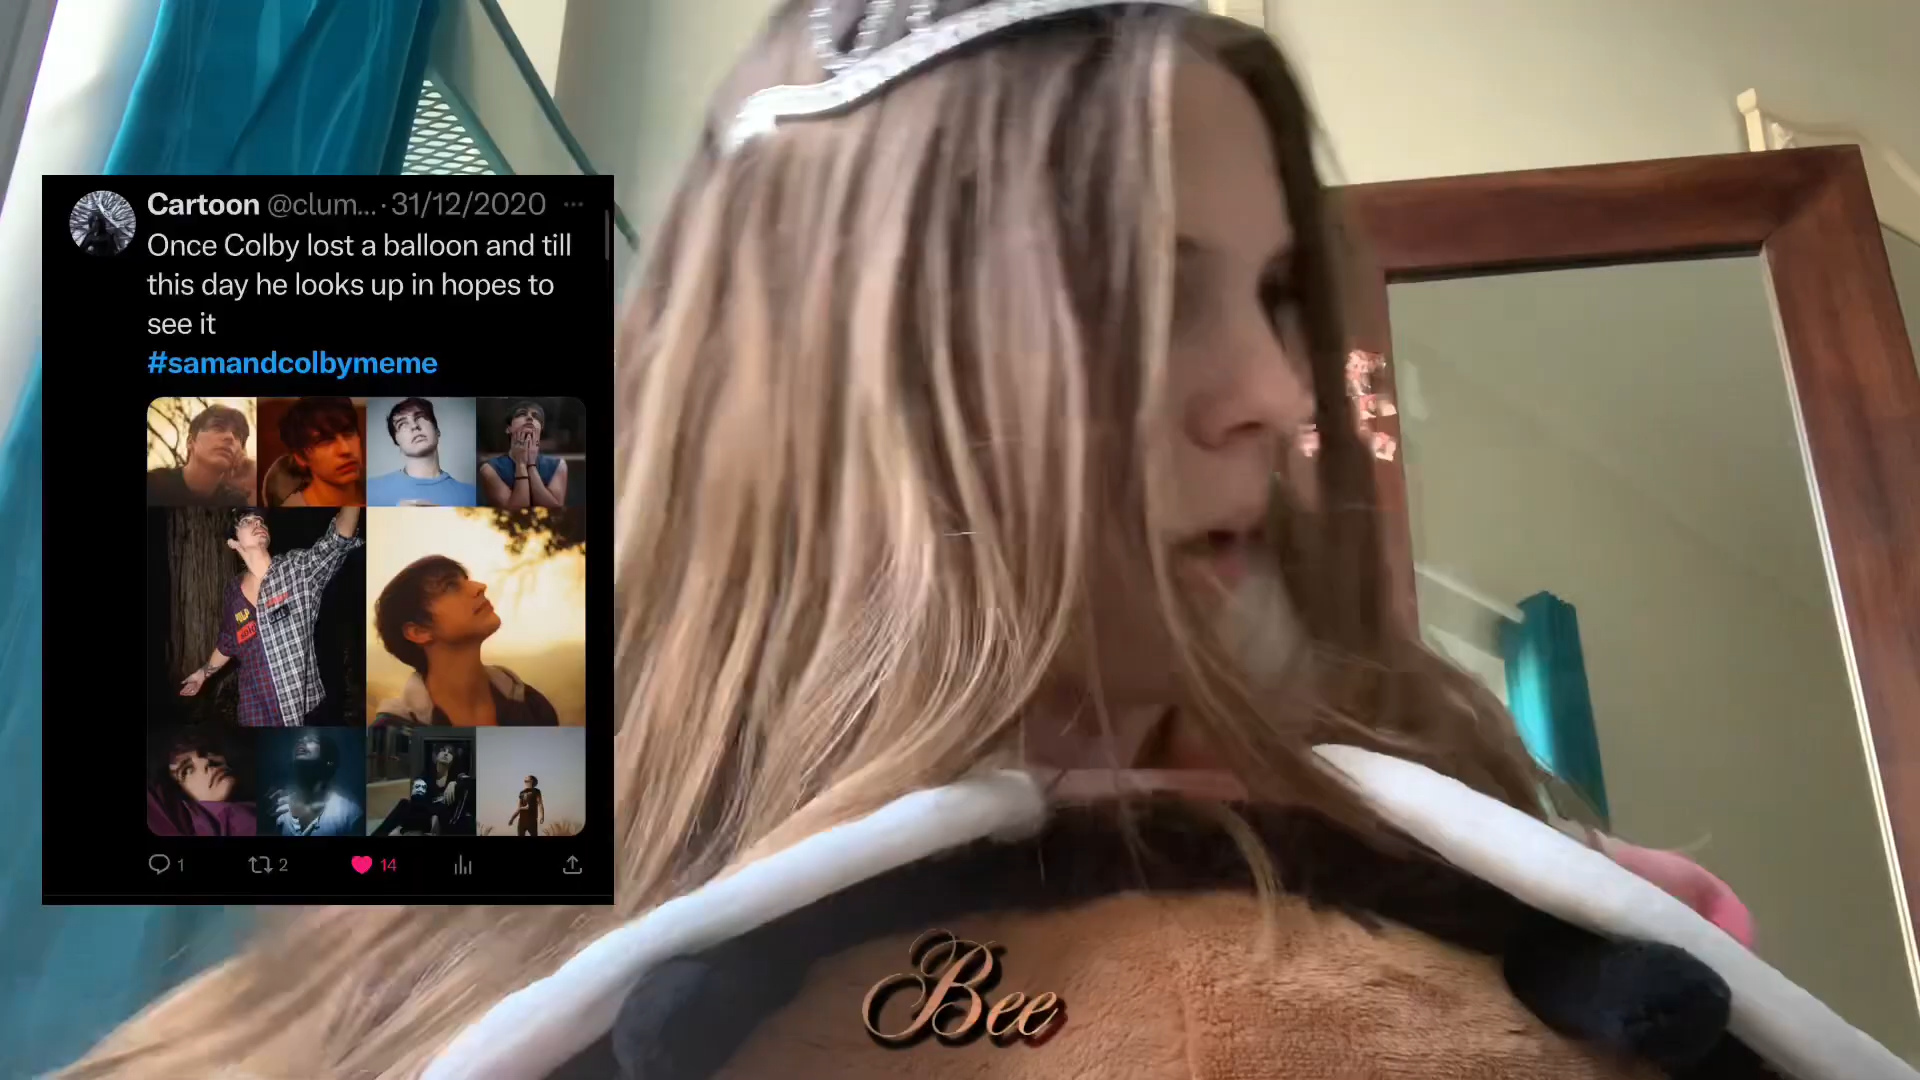 Cartoon @clum... · 31/12/2020 ...
Once Colby lost a balloon and till
this day he looks up in hopes to
see it
#samandcolbymeme
1 2 14
Bee